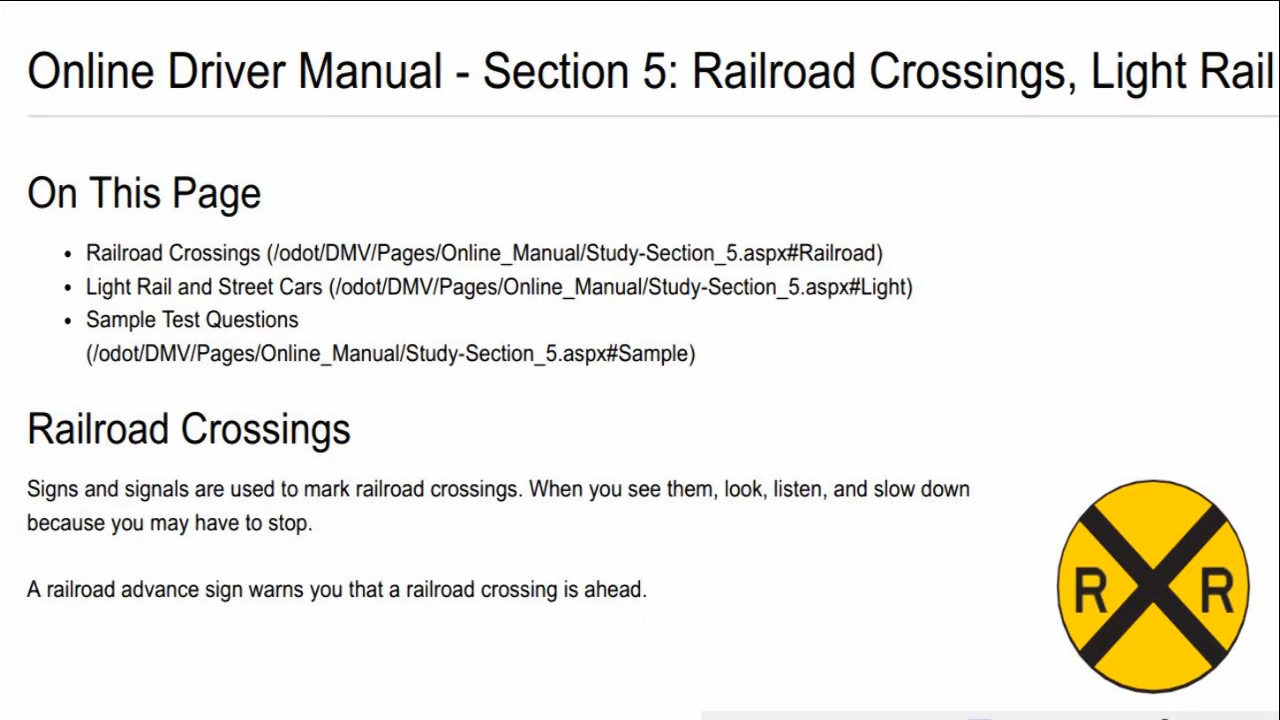 Online Driver Manual - Section 5: Railroad Crossings, Light Rail
On This Page
• Railroad Crossings (/odot/DMV/Pages/Online_Manual/Study-Section_5.aspx#Railroad)
• Light Rail and Street Cars (/odot/DMV/Pages/Online_Manual/Study-Section_5.aspx#Light)
• Sample Test Questions
(/odot/DMV/Pages/Online_Manual/Study-Section_5.aspx#Sample)
Railroad Crossings
Signs and signals are used to mark railroad crossings. When you see them, look, listen, and slow down
because you may have to stop.
A railroad advance sign warns you that a railroad crossing is ahead.
R R